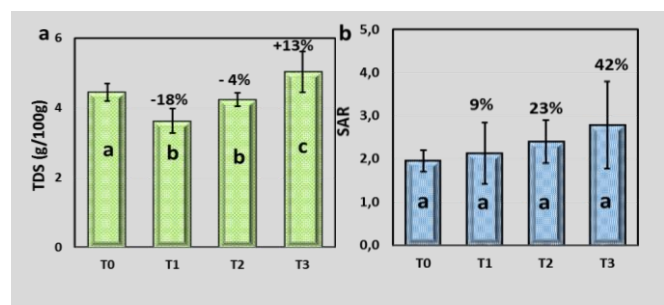 a
TDS (g/100g)
6
4
2
0
-18%
- 4%
+13%
a
b
b
c
T0
T1
T2
T3
b
SAR
5,0
4,0
3,0
2,0
1,0
0,0
9%
23%
42%
a
a
a
a
T0
T1
T2
T3